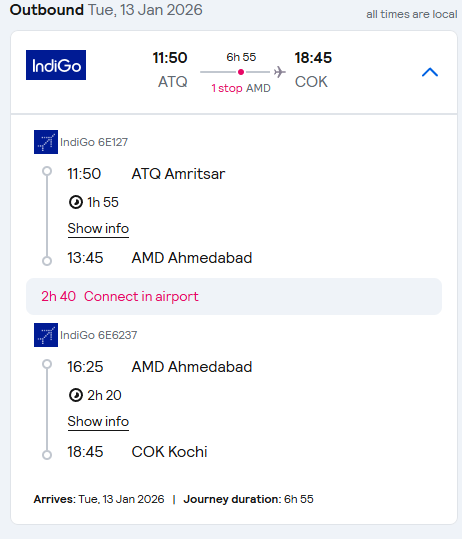 Outbound Tue, 13 Jan 2026
all times are local
IndiGo
11:50 6h 55 18:45
ATQ 1 stop AMD COK
IndiGo 6E127
11:50 ATQ Amritsar
1h 55
Show info
13:45 AMD Ahmedabad
2h 40 Connect in airport
IndiGo 6E6237
16:25 AMD Ahmedabad
2h 20
Show info
18:45 COK Kochi
Arrives: Tue, 13 Jan 2026 | Journey duration: 6h 55